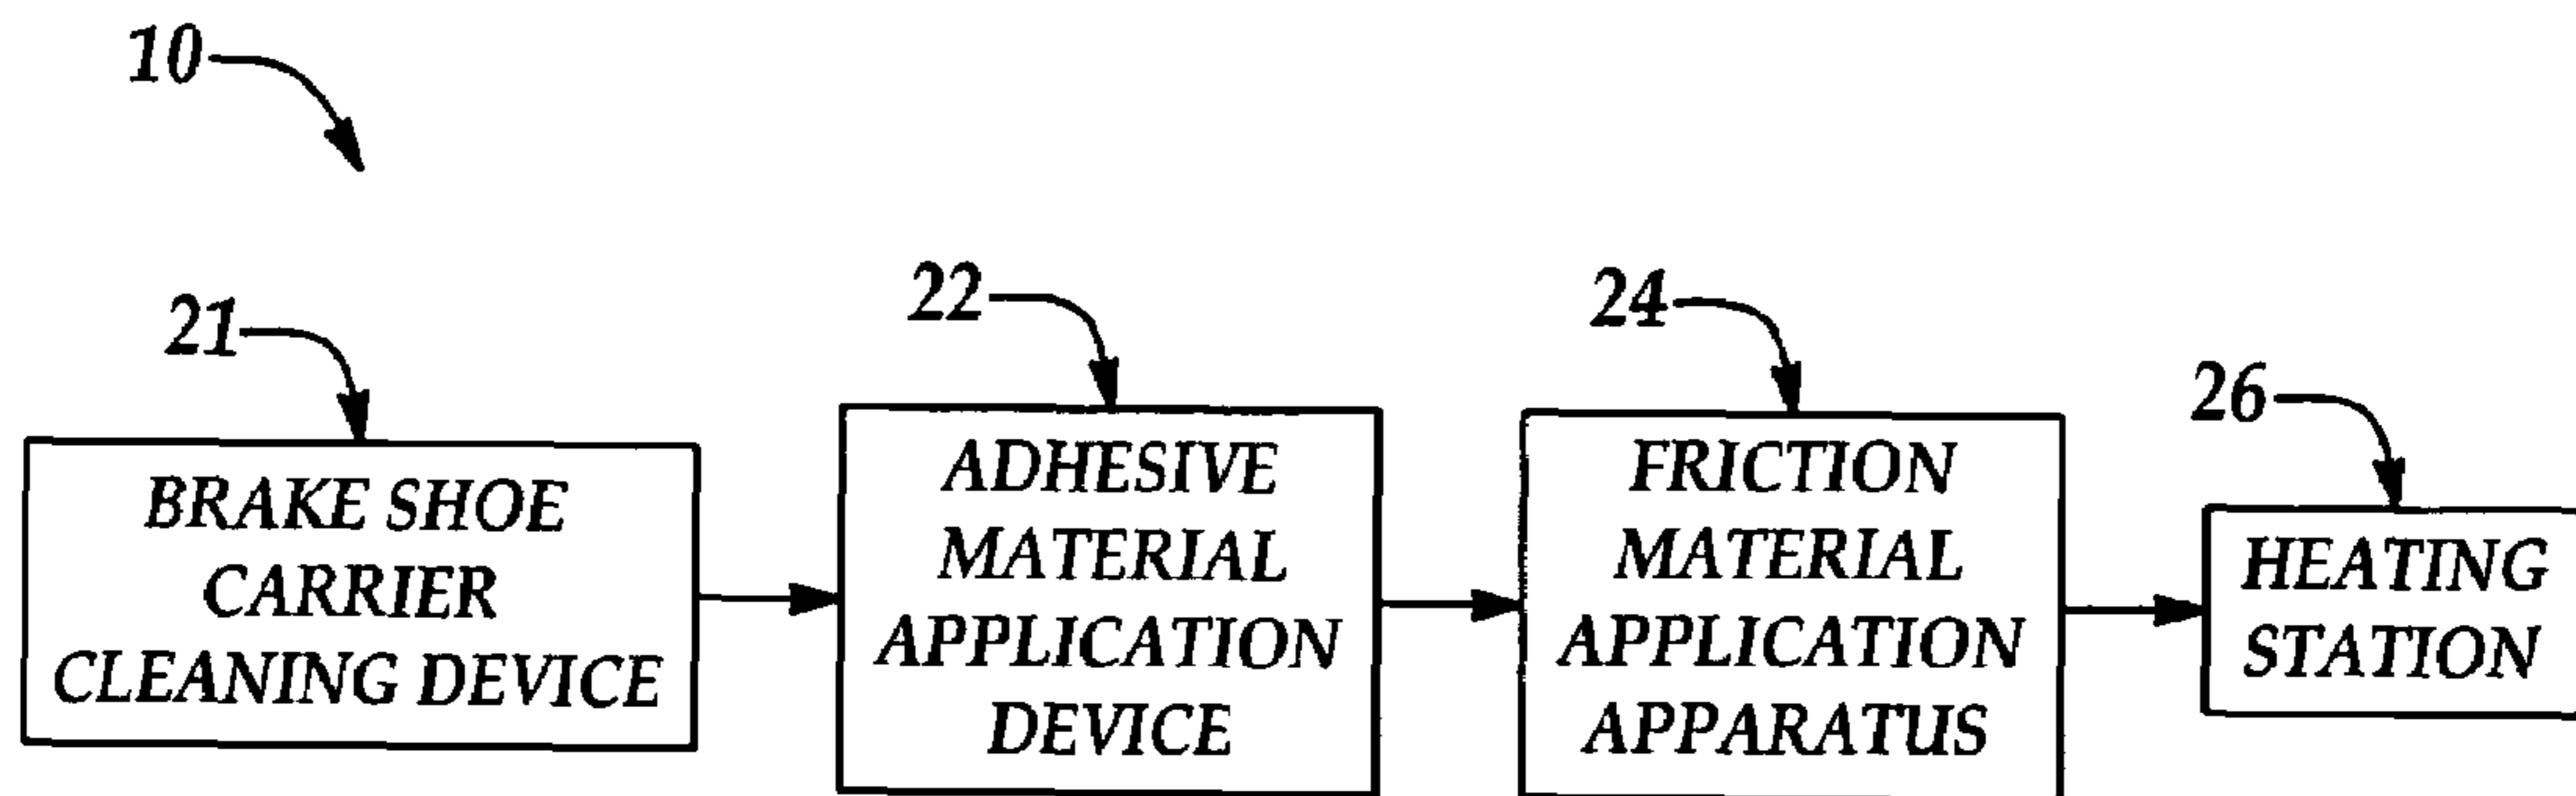 10
21
BRAKE SHOE
CARRIER
CLEANING DEVICE
22
ADHESIVE
MATERIAL
APPLICATION
DEVICE
24
FRICTION
MATERIAL
APPLICATION
APPARATUS
26
HEATING
STATION